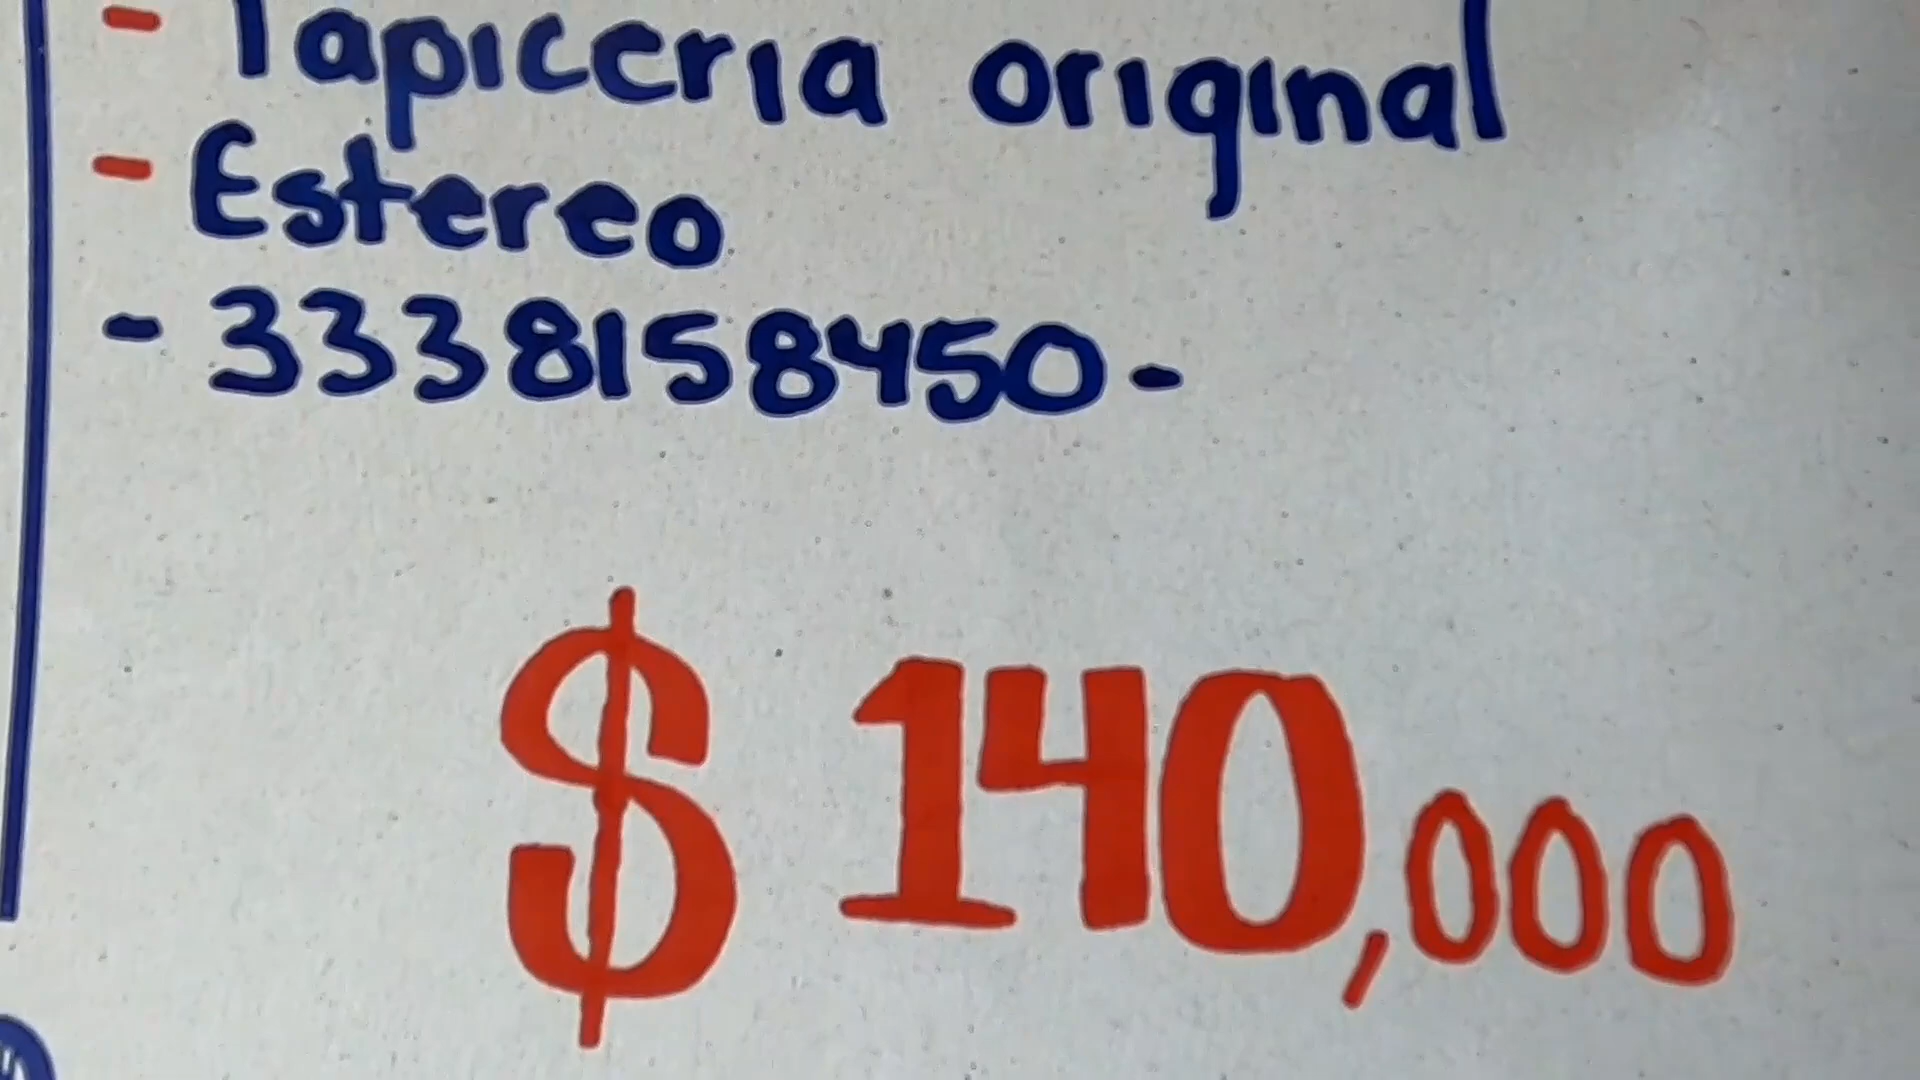 - Tapiceria original
- Estereo
- 3338158450-
$ 140,000